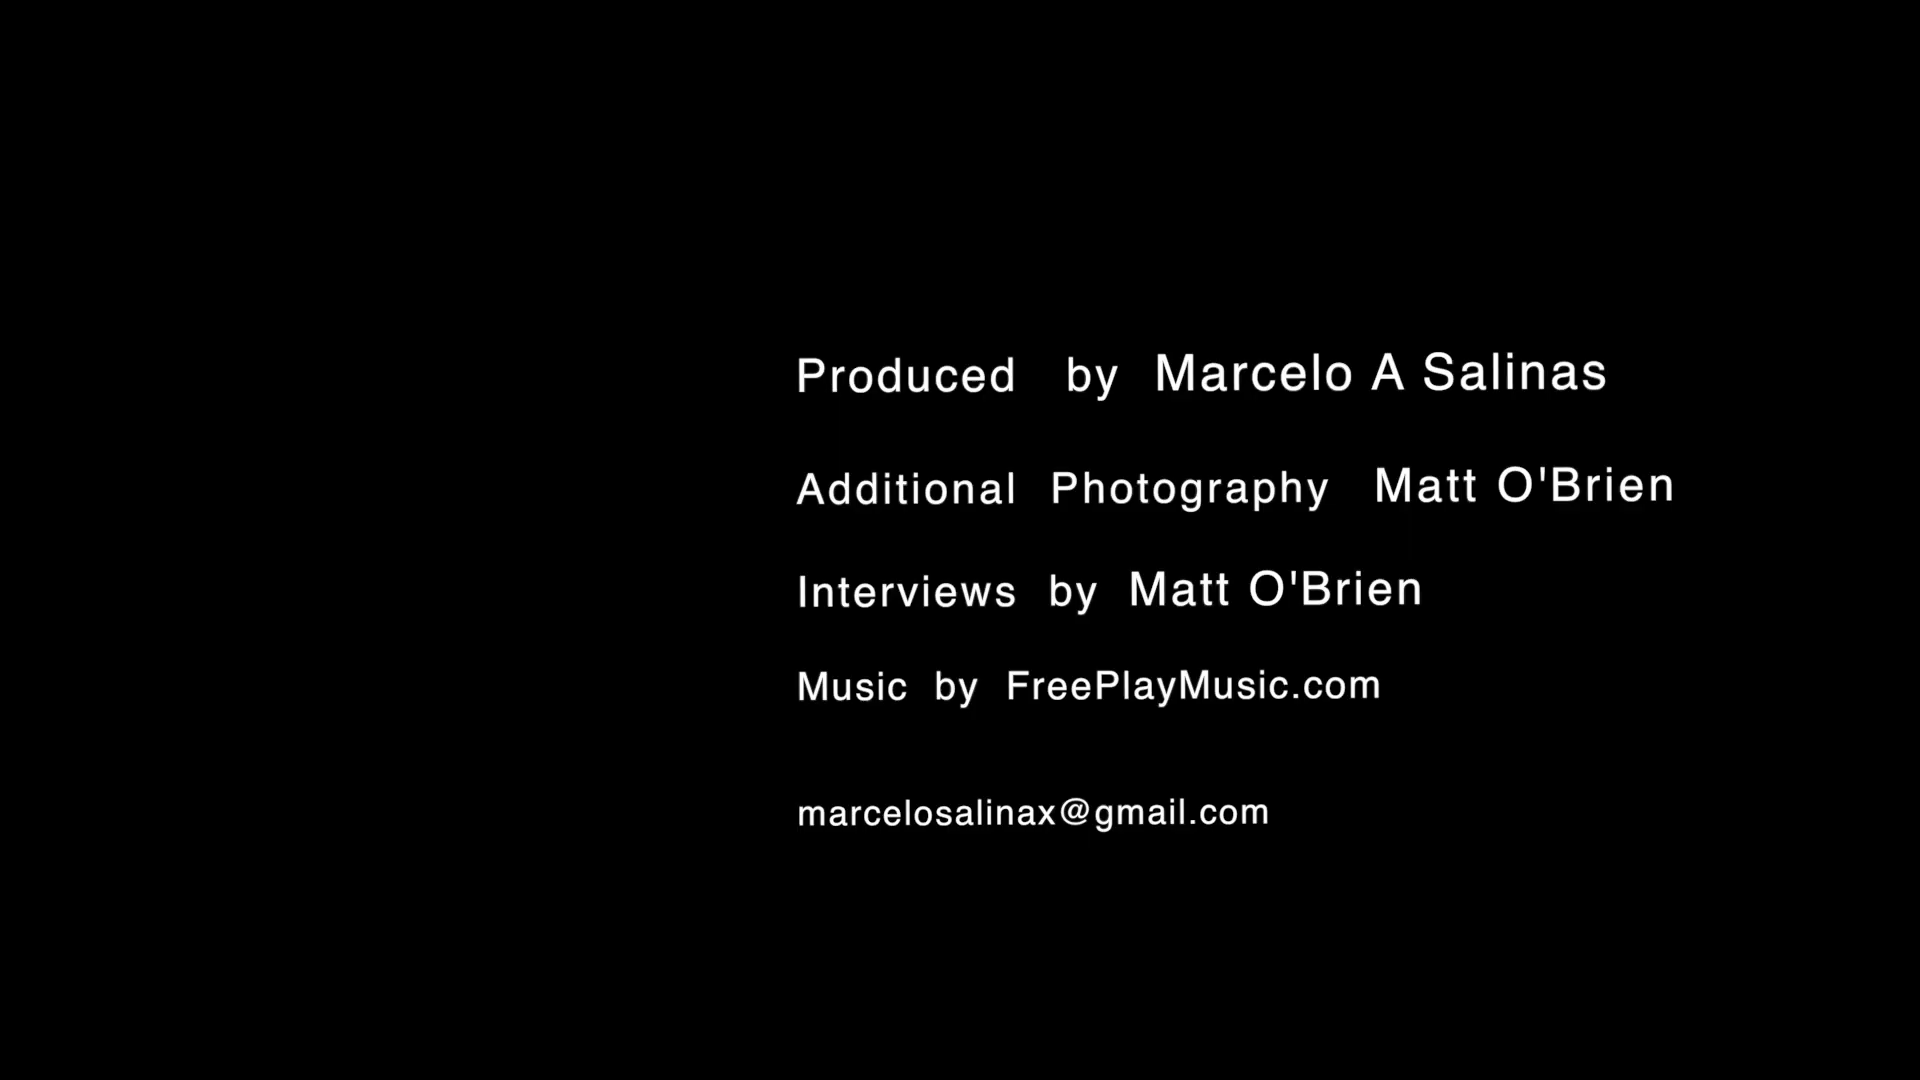 Produced by Marcelo A Salinas
Additional Photography Matt O'Brien
Interviews by Matt O'Brien
Music by FreePlayMusic.com
marcelosalinax@gmail.com